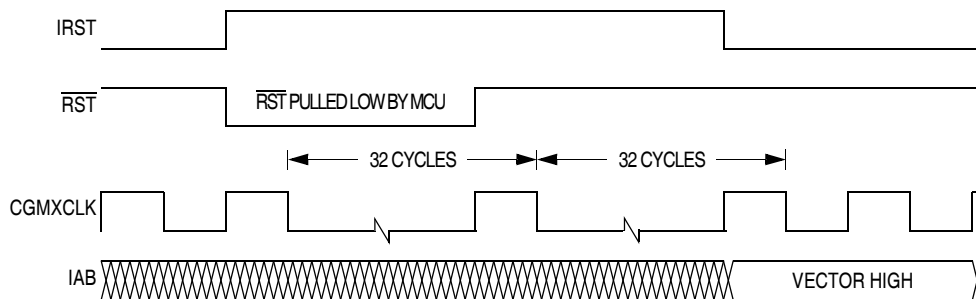 IRST
RST
RST PULLED LOW BY MCU
32 CYCLES
32 CYCLES
CGMXCLK
IAB
VECTOR HIGH